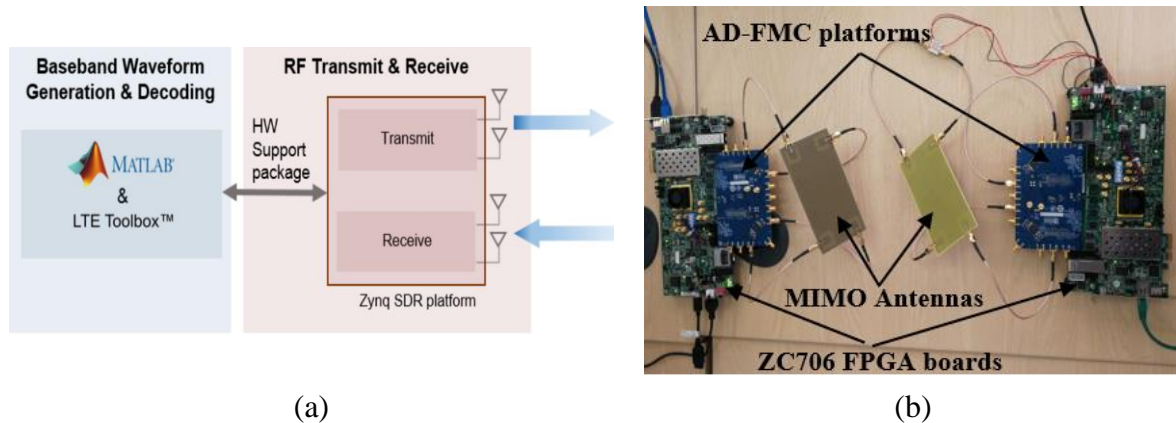 Baseband Waveform
Generation & Decoding
MATLAB®
&
LTE Toolbox™
HW
Support
package
RF Transmit & Receive
Transmit
Receive
Zynq SDR platform
(a)
AD-FMC platforms
MIMO Antennas
ZC706 FPGA boards
(b)